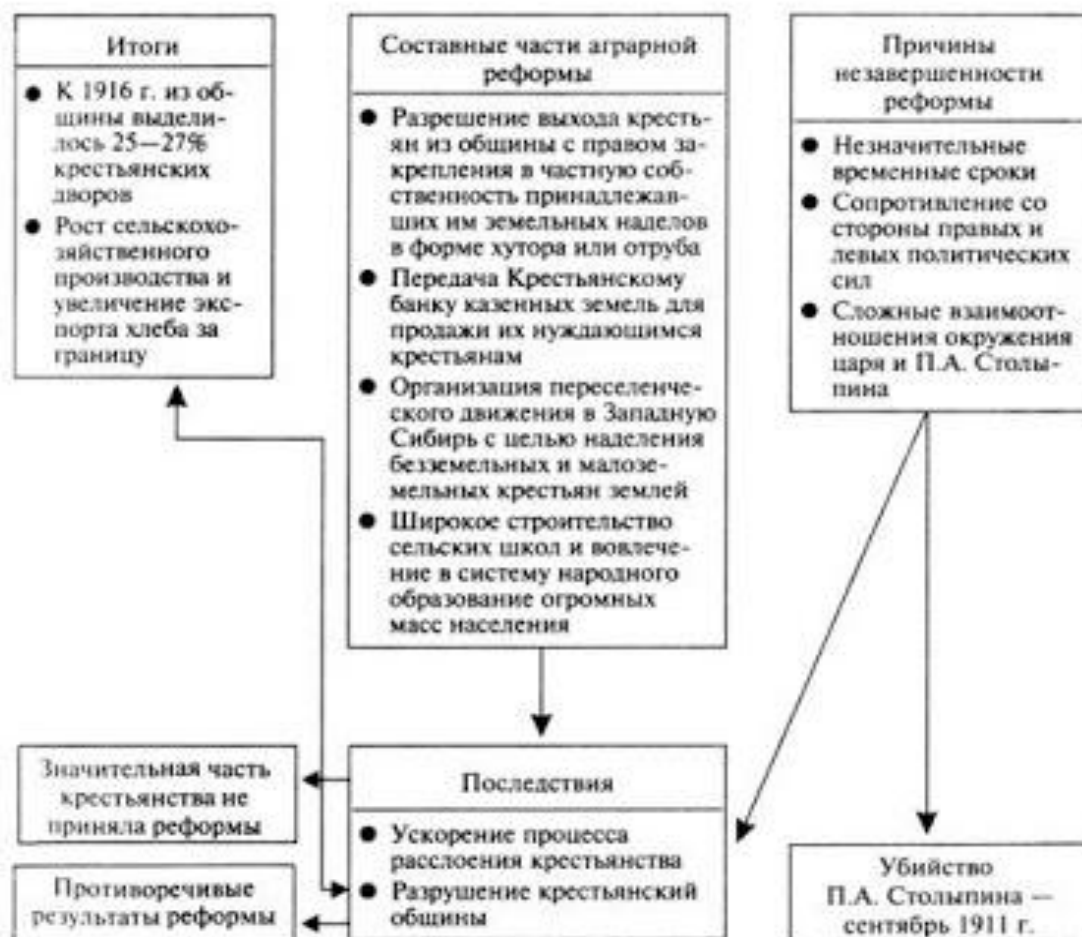 Итоги
● К 1916 г. из об-
щины выдели-
лось 25—27%
крестьянских
дворов
● Рост сельскохо-
зяйственного
производства и
увеличение экс-
порта хлеба за
границу
Составные части аграрной
реформы
● Разрешение выхода кресть-
ян из общины с правом за-
крепления в частную соб-
ственность принадлежав-
ших им земельных наделов
в форме хутора или отруба
● Передача Крестьянскому
банку казенных земель для
продажи их нуждающимся
крестьянам
● Организация переселенче-
ского движения в Западную
Сибирь с целью наделения
безземельных и малозе-
мельных крестьян землей
● Широкое строительство
сельских школ и вовлече-
ние в систему народного
образование огромных
масс населения
Причины
незавершенности
реформы
● Незначительные
временные сроки
● Сопротивление со
стороны правых и
левых политических
сил
● Сложные взаимоот-
ношения окружения
царя и П.А. Столы-
пина
Значительная часть
крестьянства не
приняла реформы
Противоречивые
результаты реформы
Последствия
● Ускорение процесса
расслоения крестьянства
● Разрушение крестьянский
общины
Убийство
П.А. Столыпина —
сентябрь 1911 г.